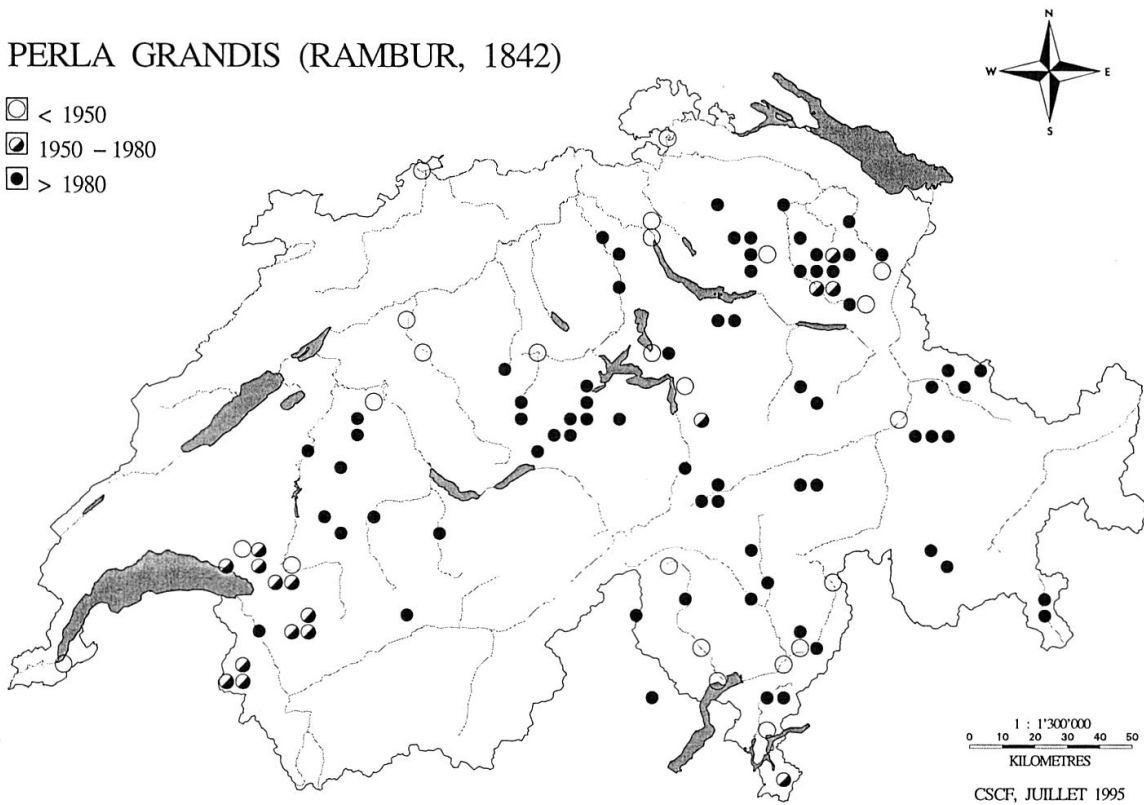 PERLA GRANDIS (RAMBUR, 1842)
< 1950
1950 – 1980
> 1980
N
W E
S
1 : 1'300'000
0 10 20 30 40 50
KILOMETRES
CSCF, JUILLET 1995